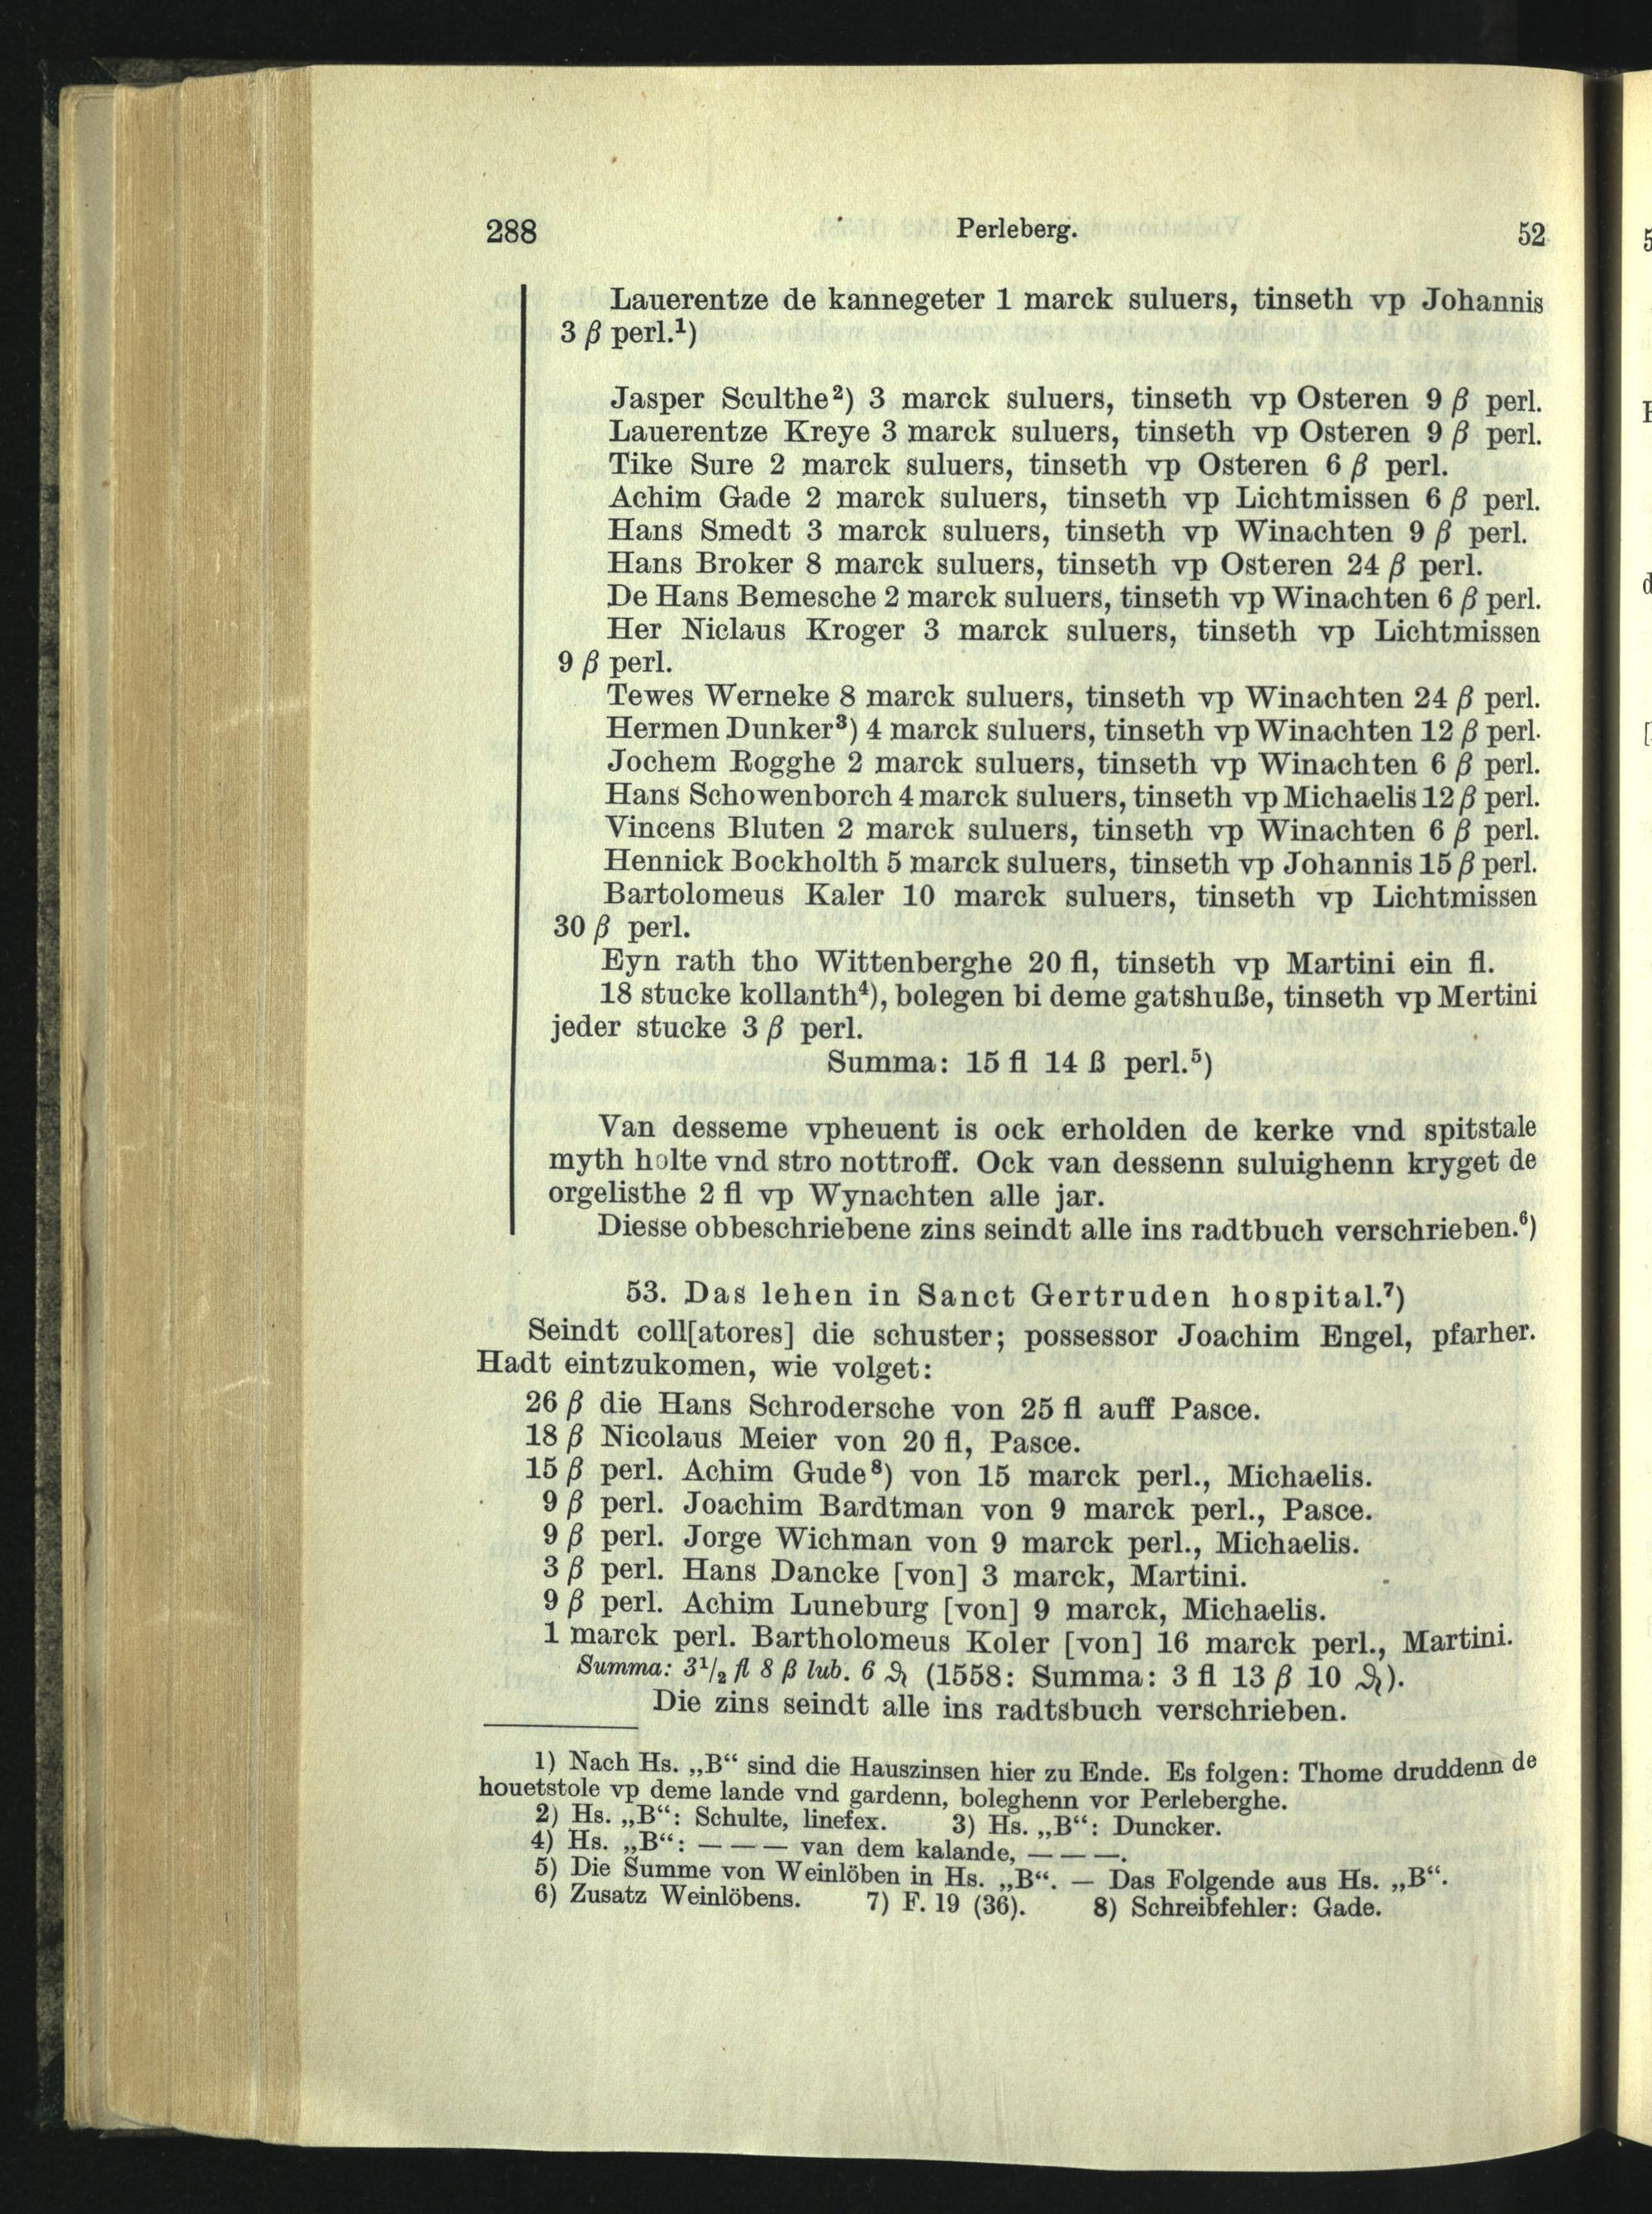 288 Perleberg. 52
Lauerentze de kannegeter 1 marck suluers, tinseth vp Johannis
3 β perl.¹)
Jasper Sculthe²) 3 marck suluers, tinseth vp Osteren 9 β perl.
Lauerentze Kreye 3 marck suluers, tinseth vp Osteren 9 β perl.
Tike Sure 2 marck suluers, tinseth vp Osteren 6 β perl.
Achim Gade 2 marck suluers, tinseth vp Lichtmissen 6 β perl.
Hans Smedt 3 marck suluers, tinseth vp Winachten 9 β perl.
Hans Broker 8 marck suluers, tinseth vp Osteren 24 β perl.
De Hans Bemesche 2 marck suluers, tinseth vp Winachten 6 β perl.
Her Niclaus Kroger 3 marck suluers, tinseth vp Lichtmissen
9 β perl.
Tewes Werneke 8 marck suluers, tinseth vp Winachten 24 β perl.
Hermen Dunker³) 4 marck suluers, tinseth vp Winachten 12 β perl.
Jochem Rogghe 2 marck suluers, tinseth vp Winachten 6 β perl.
Hans Schowenborch 4 marck suluers, tinseth vp Michaelis 12 β perl.
Vincens Bluten 2 marck suluers, tinseth vp Winachten 6 β perl.
Hennick Bockholth 5 marck suluers, tinseth vp Johannis 15 β perl.
Bartolomeus Kaler 10 marck suluers, tinseth vp Lichtmissen
30 β perl.
Eyn rath tho Wittenberghe 20 fl, tinseth vp Martini ein fl.
18 stucke kollanth⁴), bolegen bi deme gatshuße, tinseth vp Mertini
jeder stucke 3 β perl.
Summa: 15 fl 14 ß perl.⁵)
Van desseme vpheuent is ock erholden de kerke vnd spitstale
myth holte vnd stro nottroff. Ock van dessenn suluighenn kryget de
orgelisthe 2 fl vp Wynachten alle jar.
Diesse obbeschriebene zins seindt alle ins radtbuch verschrieben.⁶)
53. Das lehen in Sanct Gertruden hospital.⁷)
Seindt coll[atores] die schuster; possessor Joachim Engel, pfarher.
Hadt eintzukomen, wie volget:
26 β die Hans Schrodersche von 25 fl auff Pasce.
18 β Nicolaus Meier von 20 fl, Pasce.
15 β perl. Achim Gude⁸) von 15 marck perl., Michaelis.
9 β perl. Joachim Bardtman von 9 marck perl., Pasce.
9 β perl. Jorge Wichman von 9 marck perl., Michaelis.
3 β perl. Hans Dancke [von] 3 marck, Martini.
9 β perl. Achim Luneburg [von] 9 marck, Michaelis.
1 marck perl. Bartholomeus Koler [von] 16 marck perl., Martini.
Summa: 3¹/₂ fl 8 β lub. 6 ₰ (1558: Summa: 3 fl 13 β 10 ₰).
Die zins seindt alle ins radtsbuch verschrieben.
1) Nach Hs. „B“ sind die Hauszinsen hier zu Ende. Es folgen: Thome druddenn de
houetstole vp deme lande vnd gardenn, boleghenn vor Perleberghe.
2) Hs. „B“: Schulte, linefex. 3) Hs. „B“: Duncker.
4) Hs. „B“: — — — van dem kalande, — — —.
5) Die Summe von Weinlöben in Hs. „B“. — Das Folgende aus Hs. „B“.
6) Zusatz Weinlöbens. 7) F. 19 (36). 8) Schreibfehler: Gade.